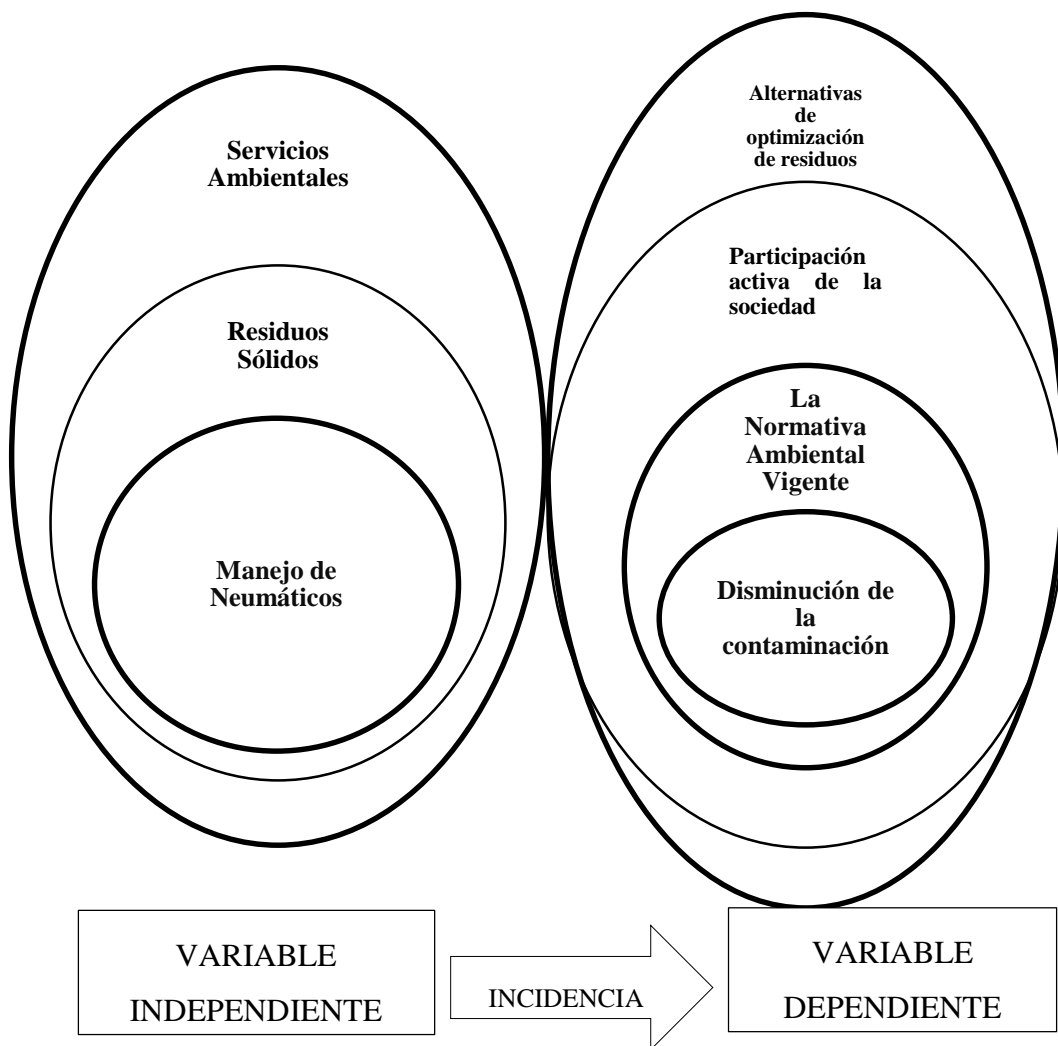 Servicios
Ambientales
Residuos
Sólidos
Manejo de
Neumáticos
Alternativas
de
optimización
de residuos
Participación
activa de la
sociedad
La
Normativa
Ambiental
Vigente
Disminución de
la
contaminación
VARIABLE
INDEPENDIENTE
INCIDENCIA
VARIABLE
DEPENDIENTE